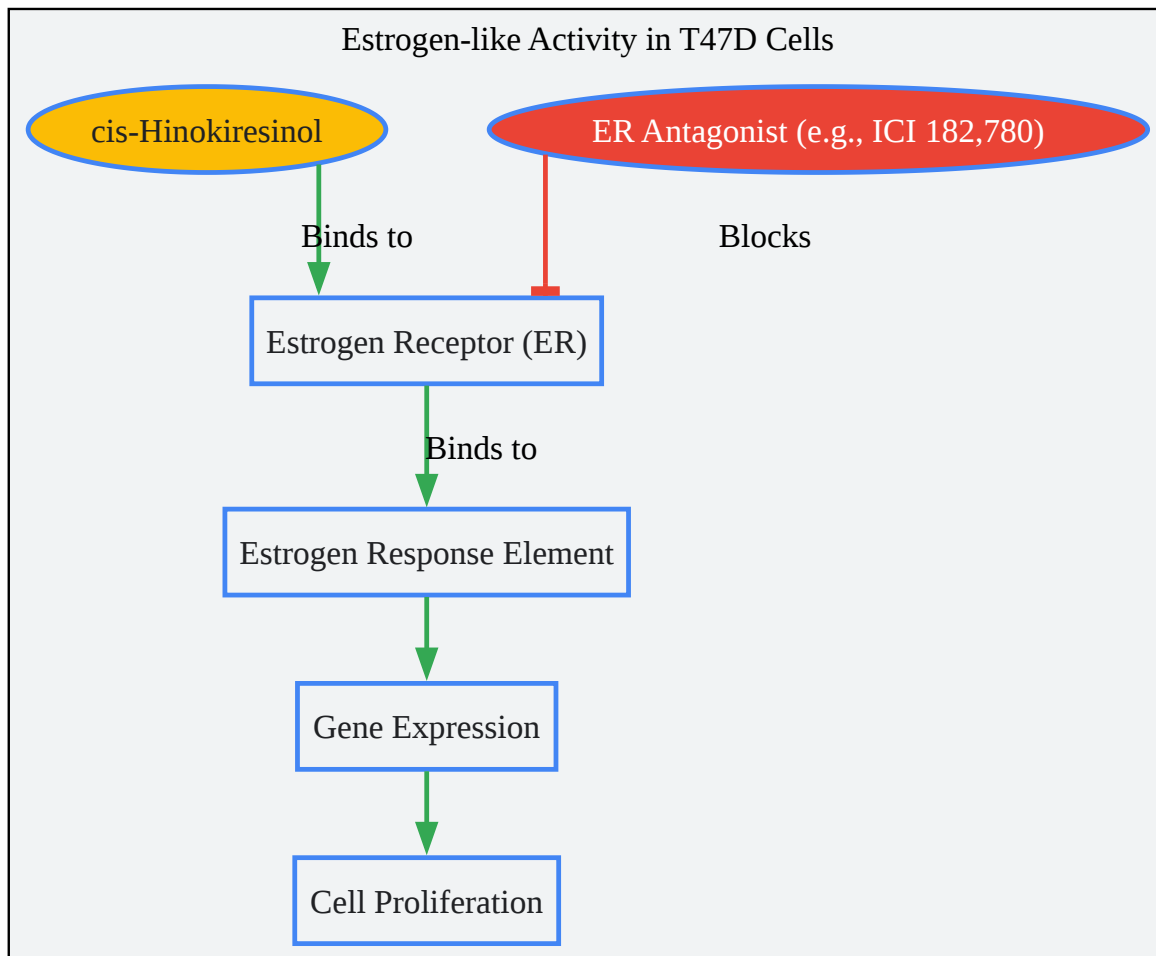 Estrogen-like Activity in T47D Cells
cis-Hinokiresinol
ER Antagonist (e.g., ICI 182,780)
Binds to
Blocks
Estrogen Receptor (ER)
Binds to
Estrogen Response Element
Gene Expression
Cell Proliferation